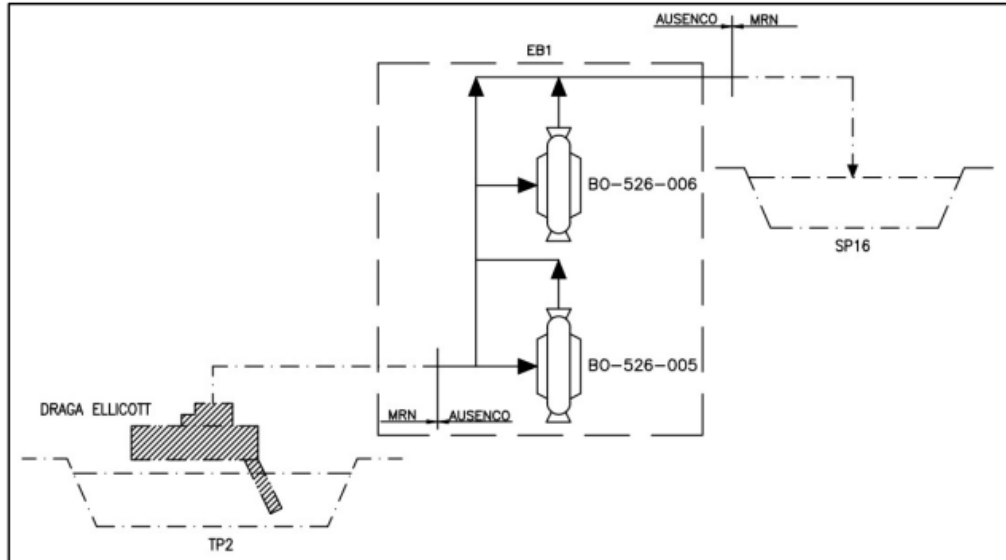 AUSENCO
MRN
EB1
BO-526-006
SP16
BO-526-005
MRN
AUSENCO
DRAGA ELLICOTT
TP2